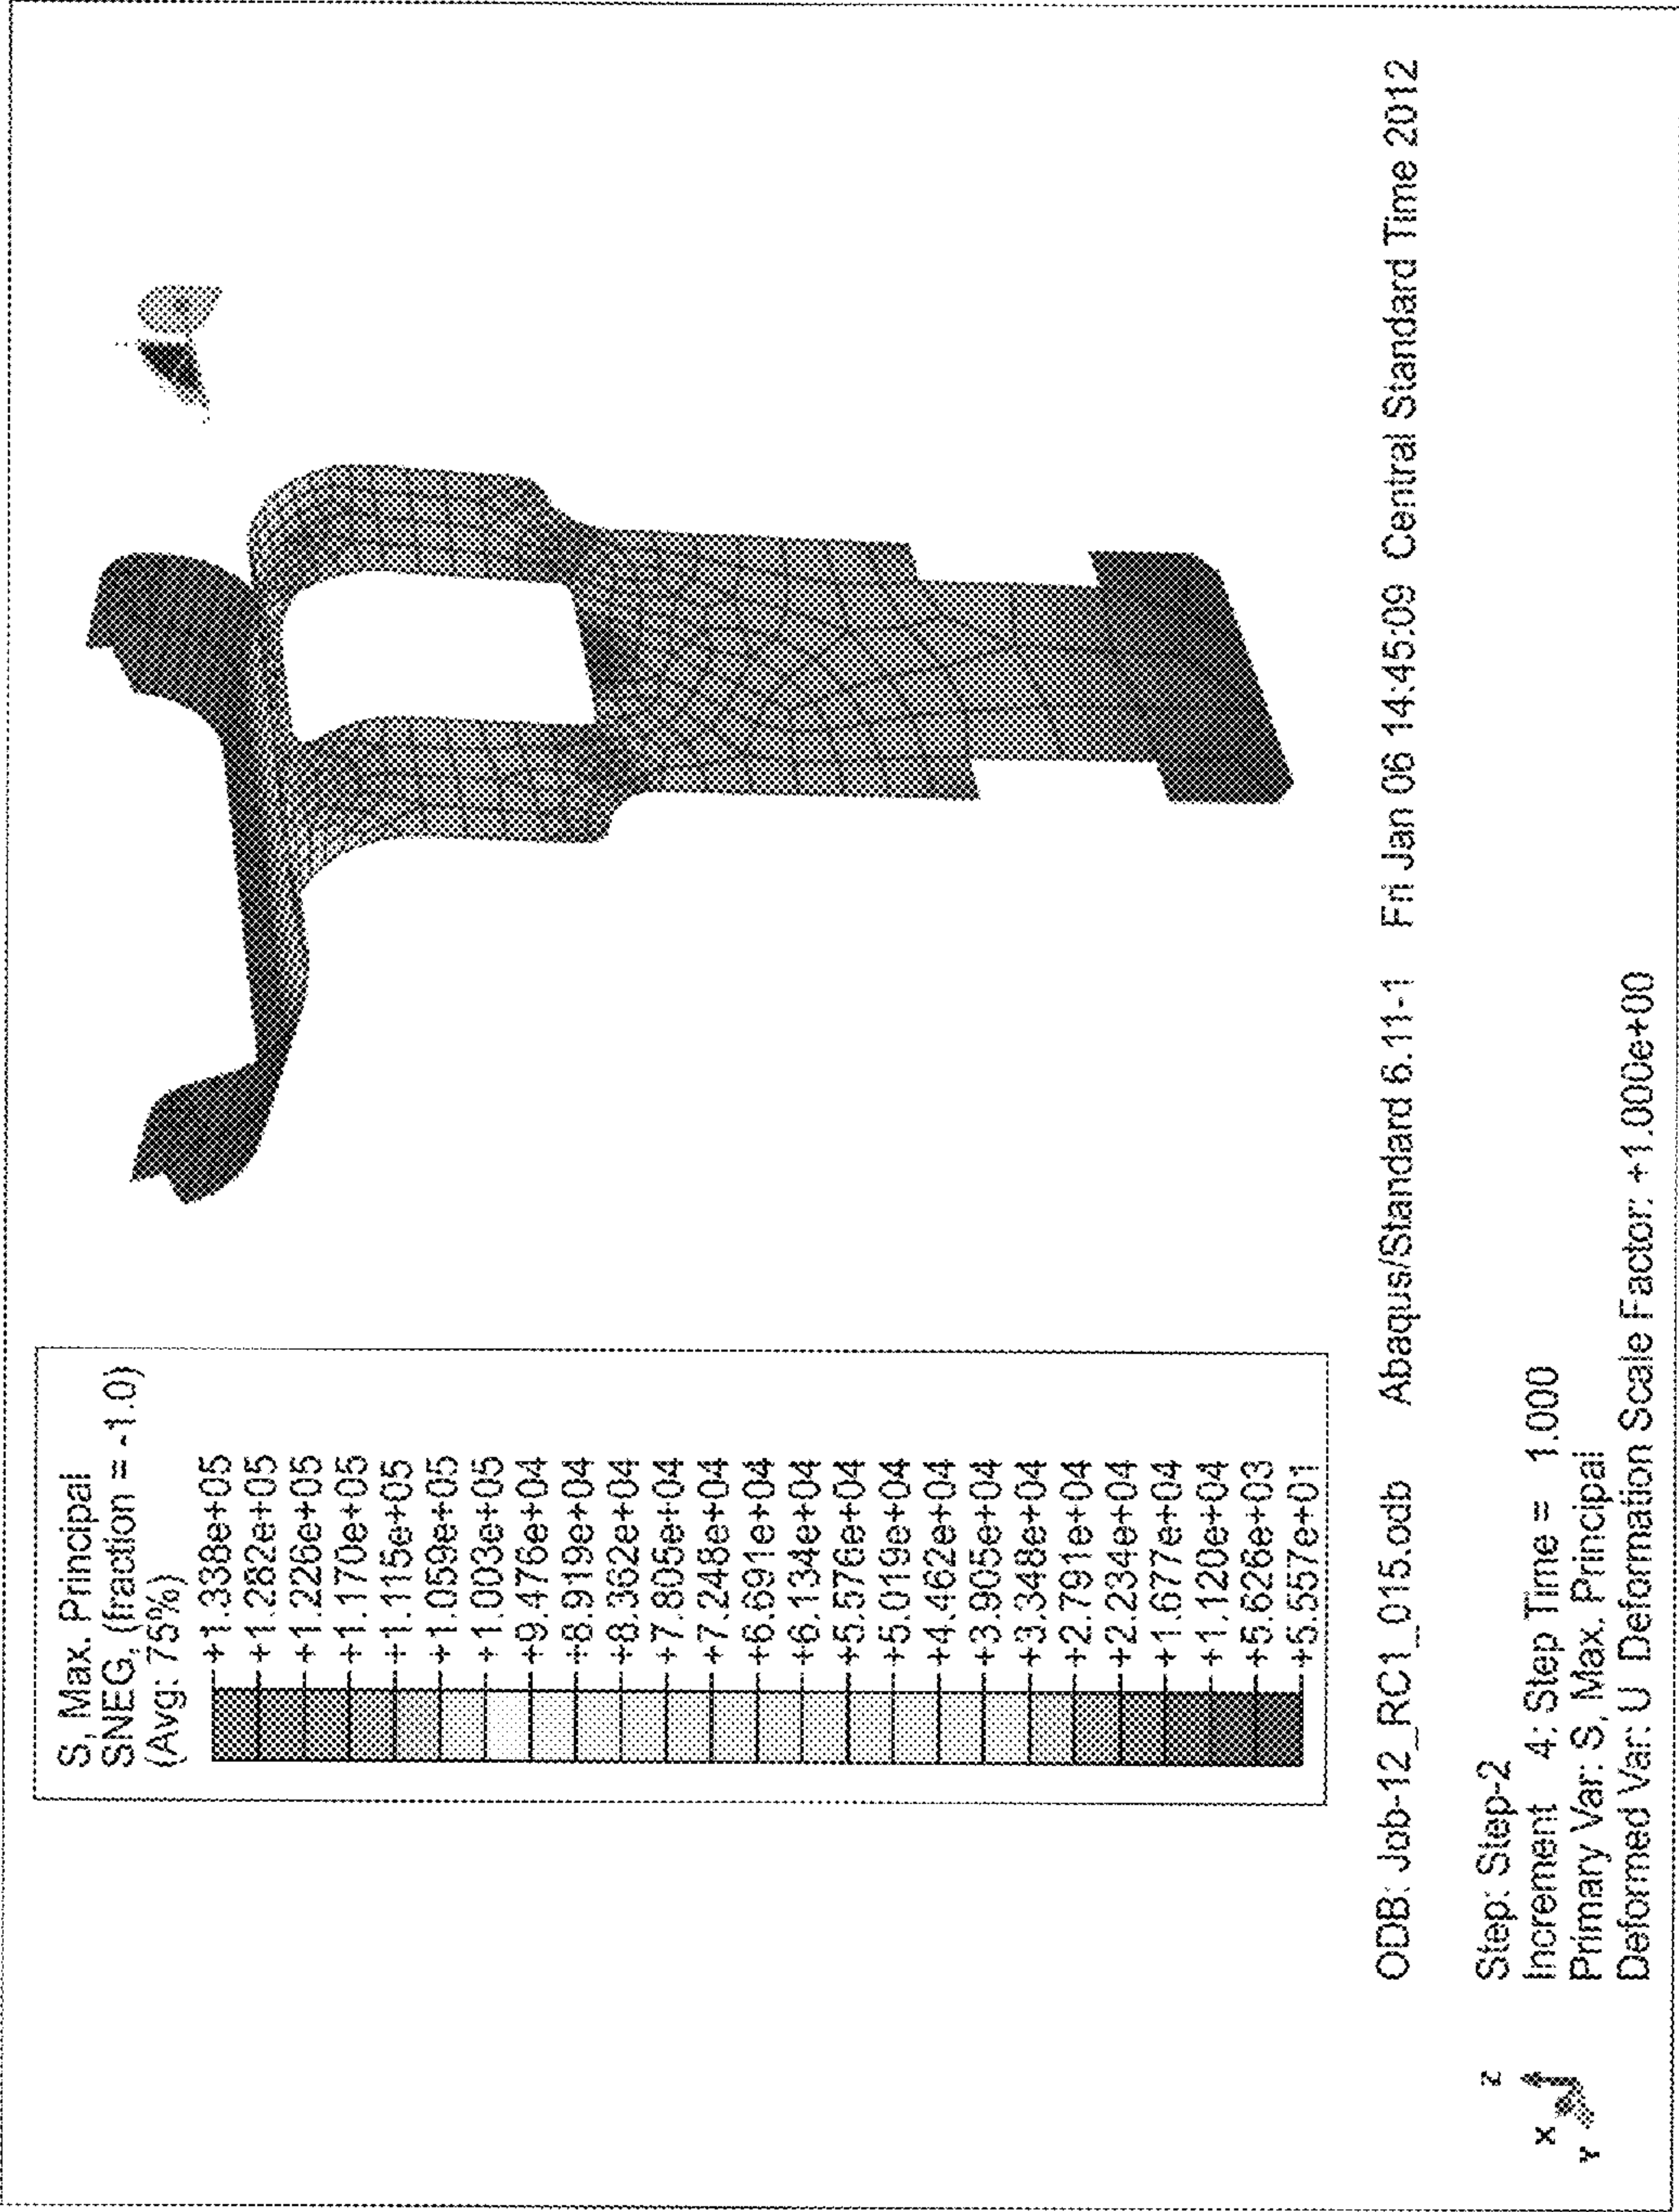 S, Max. Principal
SNEG, (fraction = -1.0)
(Avg: 75%)
+1.338e+05
+1.282e+05
+1.226e+05
+1.170e+05
+1.115e+05
+1.059e+05
+1.003e+05
+9.476e+04
+8.919e+04
+8.362e+04
+7.805e+04
+7.248e+04
+6.691e+04
+6.134e+04
+5.576e+04
+5.019e+04
+4.462e+04
+3.905e+04
+3.348e+04
+2.791e+04
+2.234e+04
+1.677e+04
+1.120e+04
+5.626e+03
+5.557e+01
ODB: Job-12_RC1_015.odb Abaqus/Standard 6.11-1 Fri Jan 06 14:45:09 Central Standard Time 2012
Z
X
Y
Step: Step-2
Increment 4: Step Time = 1.000
Primary Var: S, Max. Principal
Deformed Var: U Deformation Scale Factor: +1.000e+00